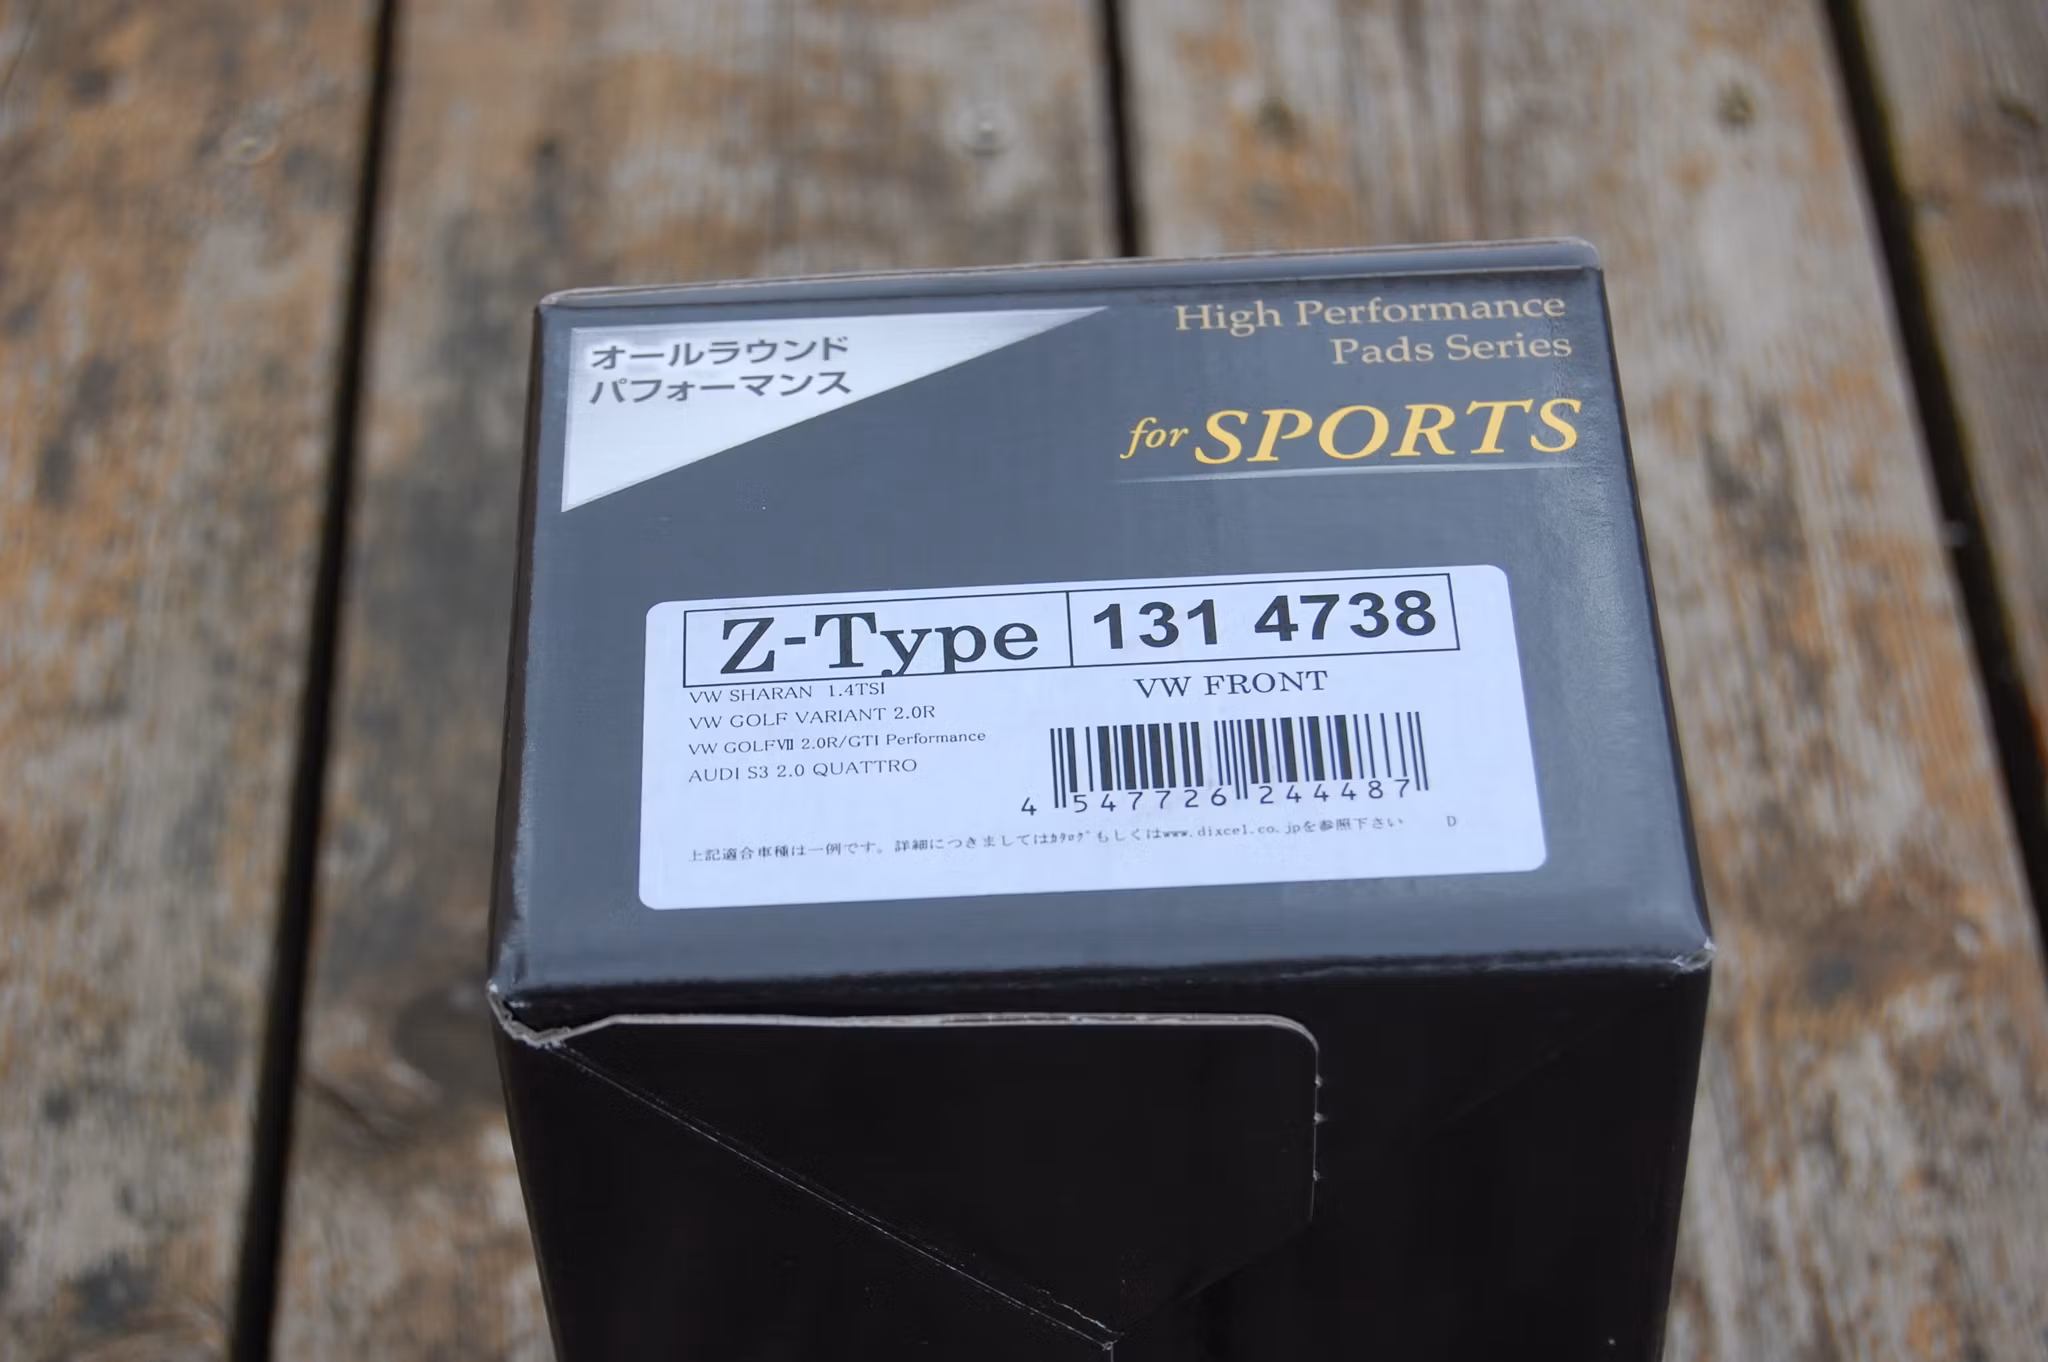 オールラウンド
パフォーマンス
High Performance
Pads Series
for SPORTS
Z-Type 131 4738
VW SHARAN 1.4TSI
VW GOLF VARIANT 2.0R
VW GOLFⅦ 2.0R/GTI Performance
AUDI S3 2.0 QUATTRO
VW FRONT
4 547726 244487
上記適合車種は一例です。詳細につきましてはｶﾀﾛｸﾞもしくはwww.dixcel.co.jpを参照下さい D